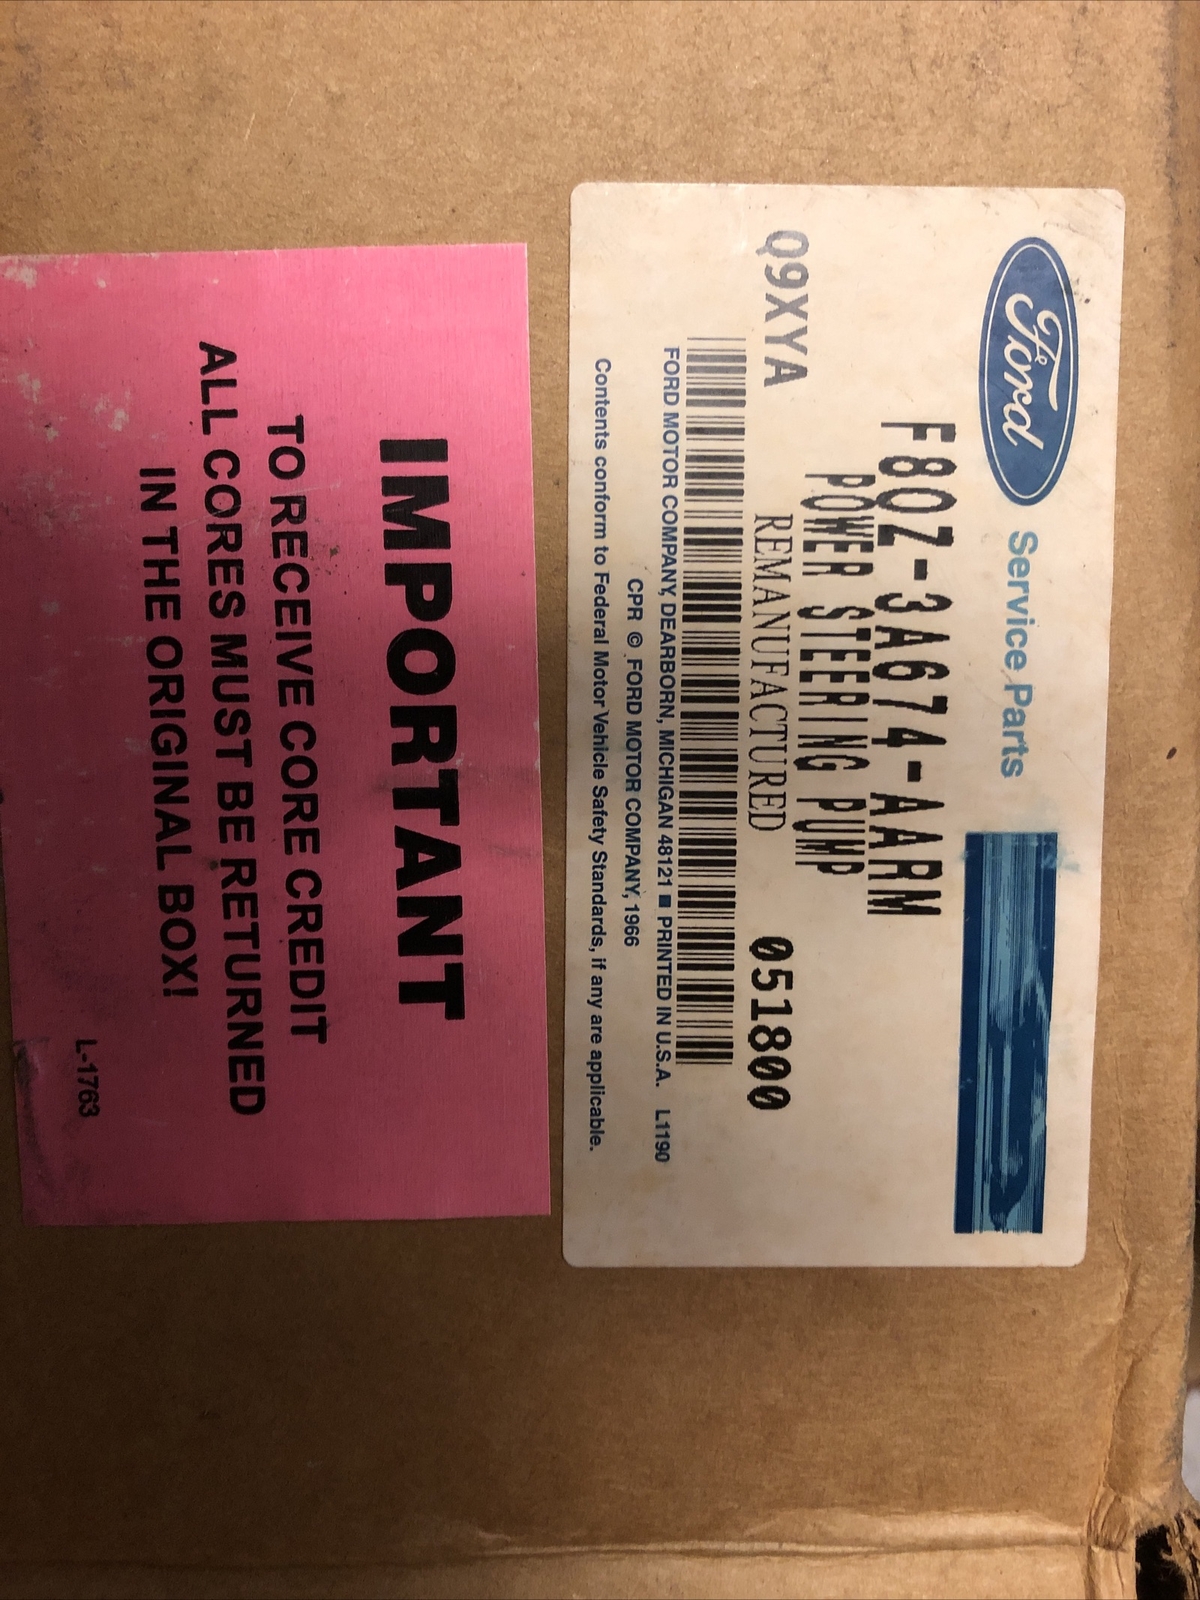 Ford Service Parts
F80Z-3A674-AARM
POWER STEERING PUMP
Q9XYA REMANUFACTURED 051800
FORD MOTOR COMPANY, DEARBORN, MICHIGAN 48121 ■ PRINTED IN U.S.A. L1190
CPR © FORD MOTOR COMPANY, 1966
Contents conform to Federal Motor Vehicle Safety Standards, if any are applicable.
IMPORTANT
TO RECEIVE CORE CREDIT
ALL CORES MUST BE RETURNED
IN THE ORIGINAL BOX!
L-1763